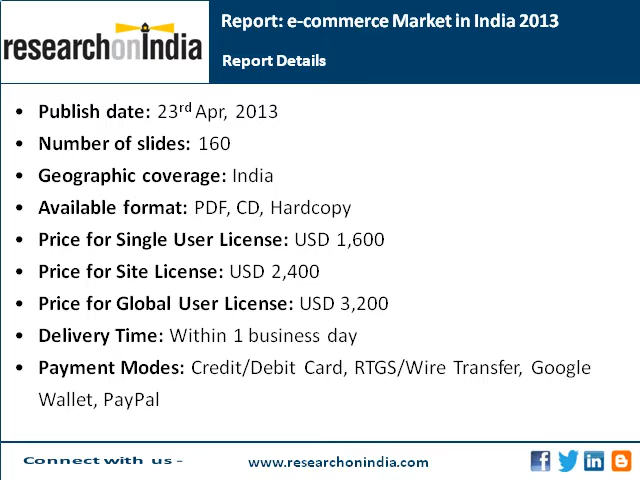 researchonindia
Report: e-commerce Market in India 2013
Report Details
• Publish date: 23rd Apr, 2013
• Number of slides: 160
• Geographic coverage: India
• Available format: PDF, CD, Hardcopy
• Price for Single User License: USD 1,600
• Price for Site License: USD 2,400
• Price for Global User License: USD 3,200
• Delivery Time: Within 1 business day
• Payment Modes: Credit/Debit Card, RTGS/Wire Transfer, Google
Wallet, PayPal
Connect with us -
www.researchonindia.com